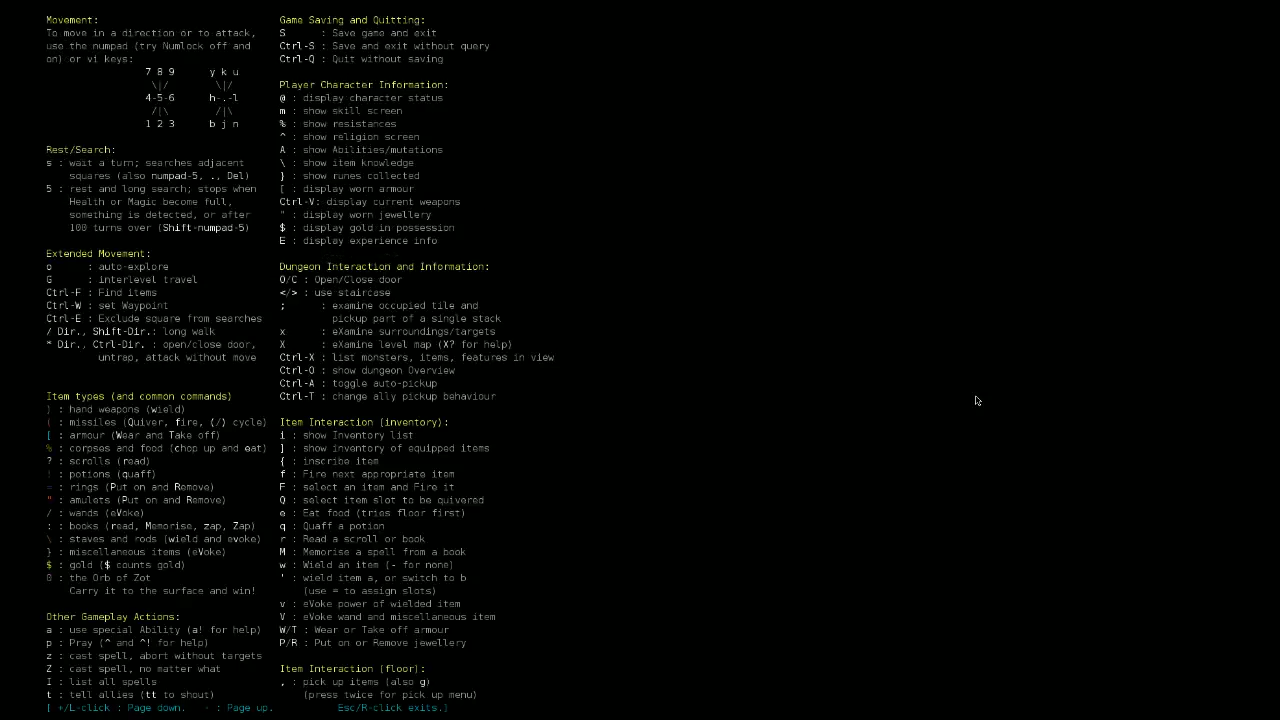 Movement:
To move in a direction or to attack,
use the numpad (try Numlock off and
on) or vi keys:
7 8 9 y k u
\|/ \|/
4-5-6 h-.-l
/|\ /|\
1 2 3 b j n
Rest/Search:
s : wait a turn; searches adjacent
squares (also numpad-5, ., Del)
5 : rest and long search; stops when
Health or Magic become full,
something is detected, or after
100 turns over (Shift-numpad-5)
Extended Movement:
o : auto-explore
G : interlevel travel
Ctrl-F : Find items
Ctrl-W : set Waypoint
Ctrl-E : Exclude square from searches
/ Dir., Shift-Dir.: long walk
* Dir., Ctrl-Dir. : open/close door,
untrap, attack without move
Item types (and common commands)
) : hand weapons (wield)
( : missiles (Quiver, fire, (/) cycle)
[ : armour (Wear and Take off)
% : corpses and food (chop up and eat)
? : scrolls (read)
! : potions (quaff)
= : rings (Put on and Remove)
" : amulets (Put on and Remove)
/ : wands (eVoke)
: : books (read, Memorise, zap, Zap)
\ : staves and rods (wield and evoke)
} : miscellaneous items (eVoke)
$ : gold ($ counts gold)
0 : the Orb of Zot
Carry it to the surface and win!
Other Gameplay Actions:
a : use special Ability (a! for help)
p : Pray (^ and ^! for help)
z : cast spell, abort without targets
Z : cast spell, no matter what
I : list all spells
t : tell allies (tt to shout)
Game Saving and Quitting:
S : Save game and exit
Ctrl-S : Save and exit without query
Ctrl-Q : Quit without saving
Player Character Information:
@ : display character status
m : show skill screen
% : show resistances
^ : show religion screen
A : show Abilities/mutations
\ : show item knowledge
} : show runes collected
[ : display worn armour
Ctrl-V: display current weapons
" : display worn jewellery
$ : display gold in possession
E : display experience info
Dungeon Interaction and Information:
O/C : Open/Close door
</> : use staircase
; : examine occupied tile and
pickup part of a single stack
x : eXamine surroundings/targets
X : eXamine level map (X? for help)
Ctrl-X : list monsters, items, features in view
Ctrl-O : show dungeon Overview
Ctrl-A : toggle auto-pickup
Ctrl-T : change ally pickup behaviour
Item Interaction (inventory):
i : show Inventory list
] : show inventory of equipped items
{ : inscribe item
f : Fire next appropriate item
F : select an item and Fire it
Q : select item slot to be quivered
e : Eat food (tries floor first)
q : Quaff a potion
r : Read a scroll or book
M : Memorise a spell from a book
w : Wield an item (- for none)
' : wield item a, or switch to b
(use = to assign slots)
v : eVoke power of wielded item
V : eVoke wand and miscellaneous item
W/T : Wear or Take off armour
P/R : Put on or Remove jewellery
Item Interaction (floor):
, : pick up items (also g)
(press twice for pick up menu)
[ +/L-click : Page down. - : Page up. Esc/R-click exits.]